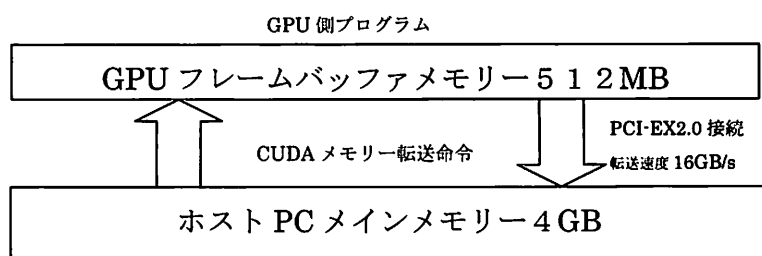 GPU 側プログラム
GPU フレームバッファメモリー５１２MB
PCI-EX2.0 接続
CUDA メモリー転送命令
転送速度 16GB/s
ホスト PC メインメモリー４GB